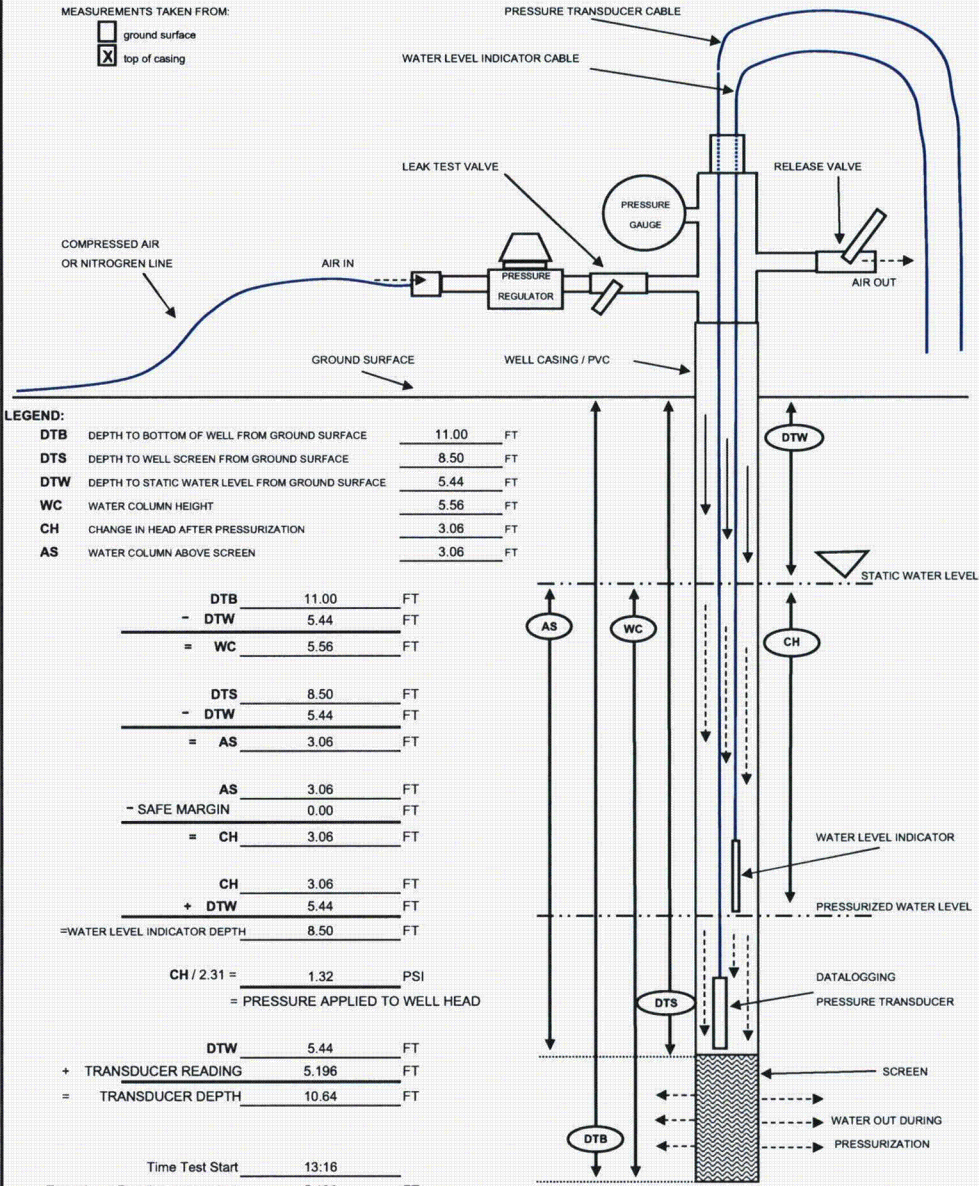 MEASUREMENTS TAKEN FROM:
ground surface
X top of casing
PRESSURE TRANSDUCER CABLE
WATER LEVEL INDICATOR CABLE
LEAK TEST VALVE
RELEASE VALVE
PRESSURE
GAUGE
COMPRESSED AIR
OR NITROGREN LINE
AIR IN
PRESSURE
REGULATOR
AIR OUT
GROUND SURFACE
WELL CASING / PVC
LEGEND:
DTB DEPTH TO BOTTOM OF WELL FROM GROUND SURFACE 11.00 FT
DTS DEPTH TO WELL SCREEN FROM GROUND SURFACE 8.50 FT
DTW DEPTH TO STATIC WATER LEVEL FROM GROUND SURFACE 5.44 FT
WC WATER COLUMN HEIGHT 5.56 FT
CH CHANGE IN HEAD AFTER PRESSURIZATION 3.06 FT
AS WATER COLUMN ABOVE SCREEN 3.06 FT
DTB 11.00 FT
- DTW 5.44 FT
= WC 5.56 FT
DTS 8.50 FT
- DTW 5.44 FT
= AS 3.06 FT
AS 3.06 FT
- SAFE MARGIN 0.00 FT
= CH 3.06 FT
CH 3.06 FT
+ DTW 5.44 FT
=WATER LEVEL INDICATOR DEPTH 8.50 FT
CH / 2.31 = 1.32 PSI
= PRESSURE APPLIED TO WELL HEAD
DTW 5.44 FT
+ TRANSDUCER READING 5.196 FT
= TRANSDUCER DEPTH 10.64 FT
Time Test Start 13:16
DTW
STATIC WATER LEVEL
AS
WC
CH
WATER LEVEL INDICATOR
PRESSURIZED WATER LEVEL
DATALOGGING
PRESSURE TRANSDUCER
DTS
SCREEN
WATER OUT DURING
PRESSURIZATION
DTB